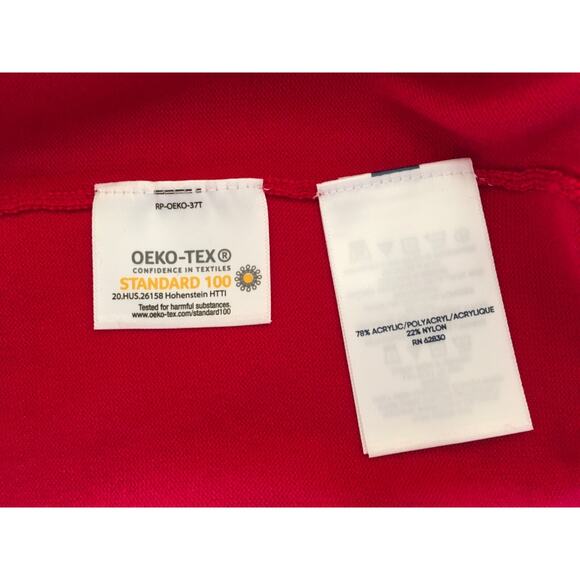 RP-OEKO-37T
OEKO-TEX®
CONFIDENCE IN TEXTILES
STANDARD 100
20.HUS.26158 Hohenstein HTTI
Tested for harmful substances.
www.oeko-tex.com/standard100
78% ACRYLIC/POLYACRYL/ACRYLIQUE
22% NYLON
RN 62830